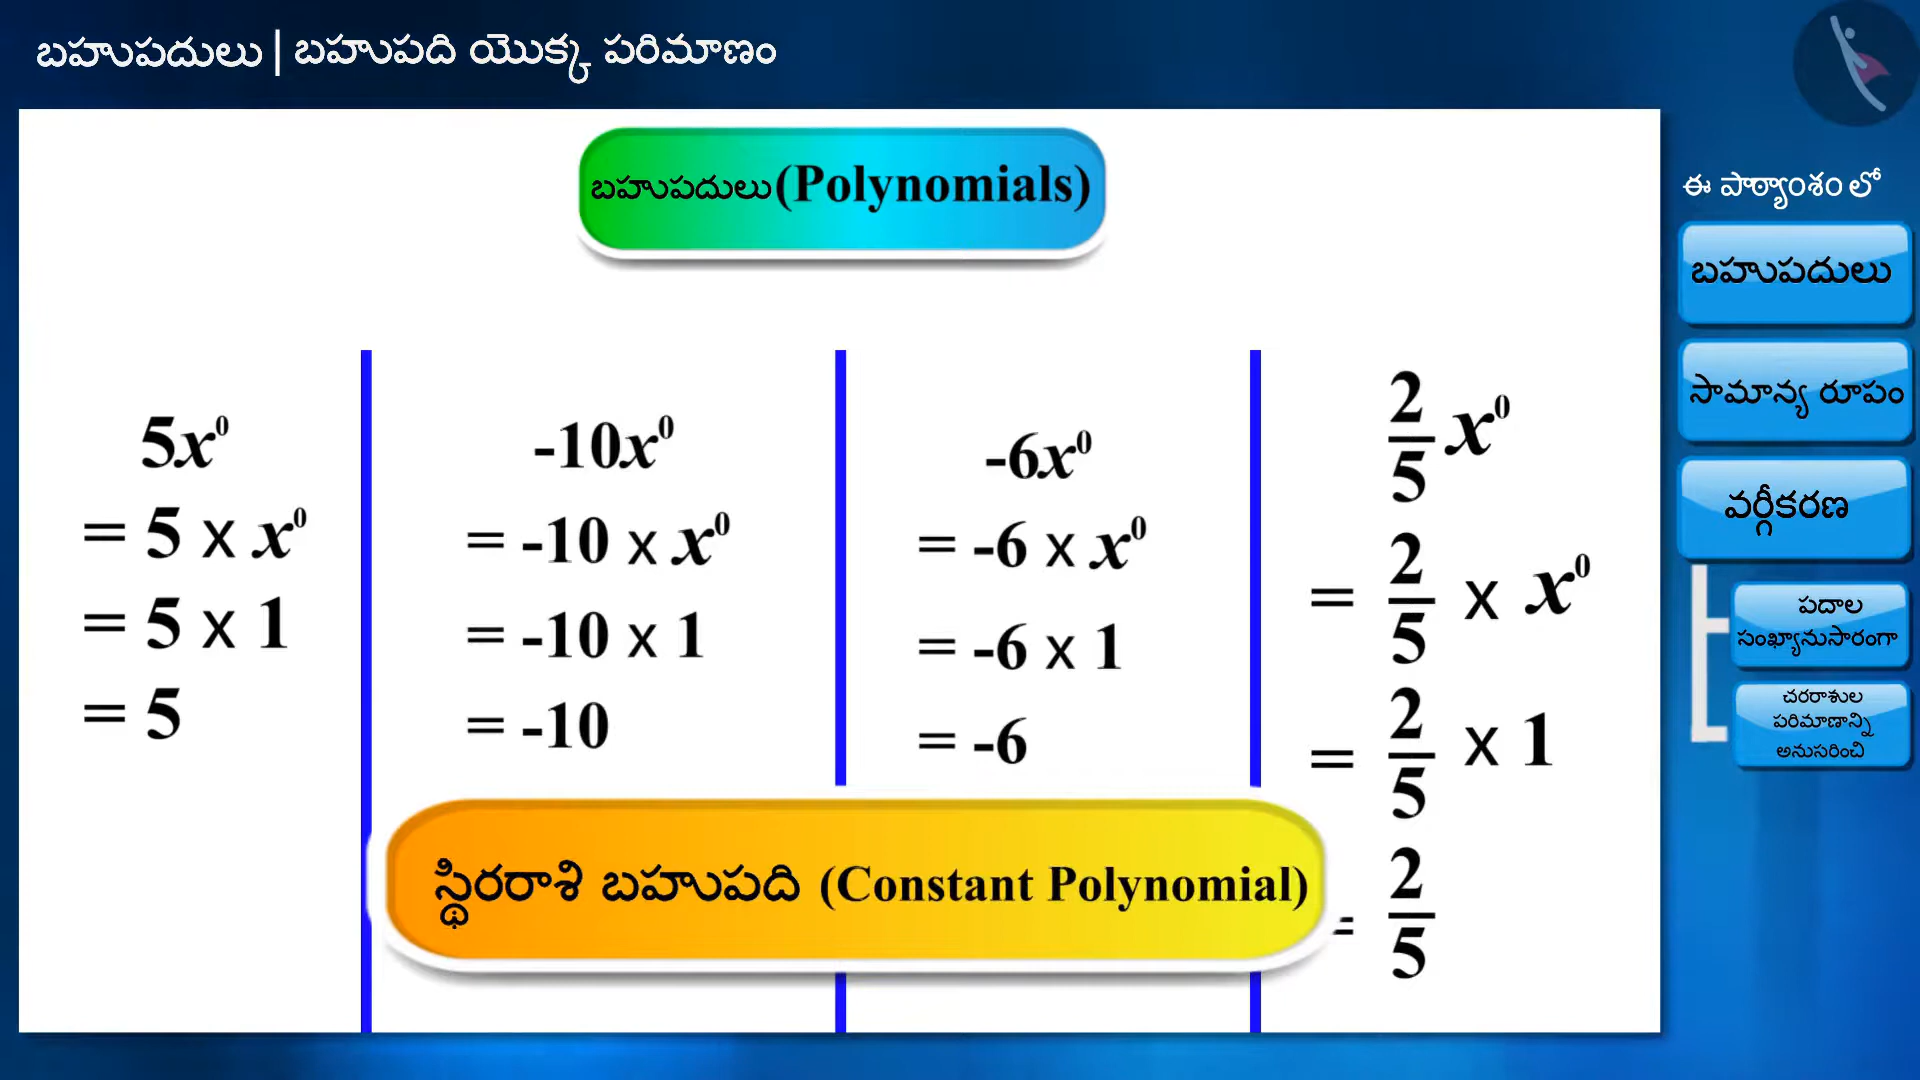 బహుపదులు | బహుపది యొక్క పరిమాణం
బహుపదులు(Polynomials)
5x⁰
= 5 x x⁰
= 5 x 1
= 5
-10x⁰
= -10 x x⁰
= -10 x 1
= -10
-6x⁰
= -6 x x⁰
= -6 x 1
= -6
2/5 x⁰
= 2/5 x x⁰
= 2/5 x 1
= 2/5
స్థిరరాశి బహుపది (Constant Polynomial)
ఈ పాఠ్యాంశం లో
బహుపదులు
సామాన్య రూపం
వర్గీకరణ
పదాల
సంఖ్యానుసారంగా
చరరాశుల
పరిమాణాన్ని
అనుసరించి